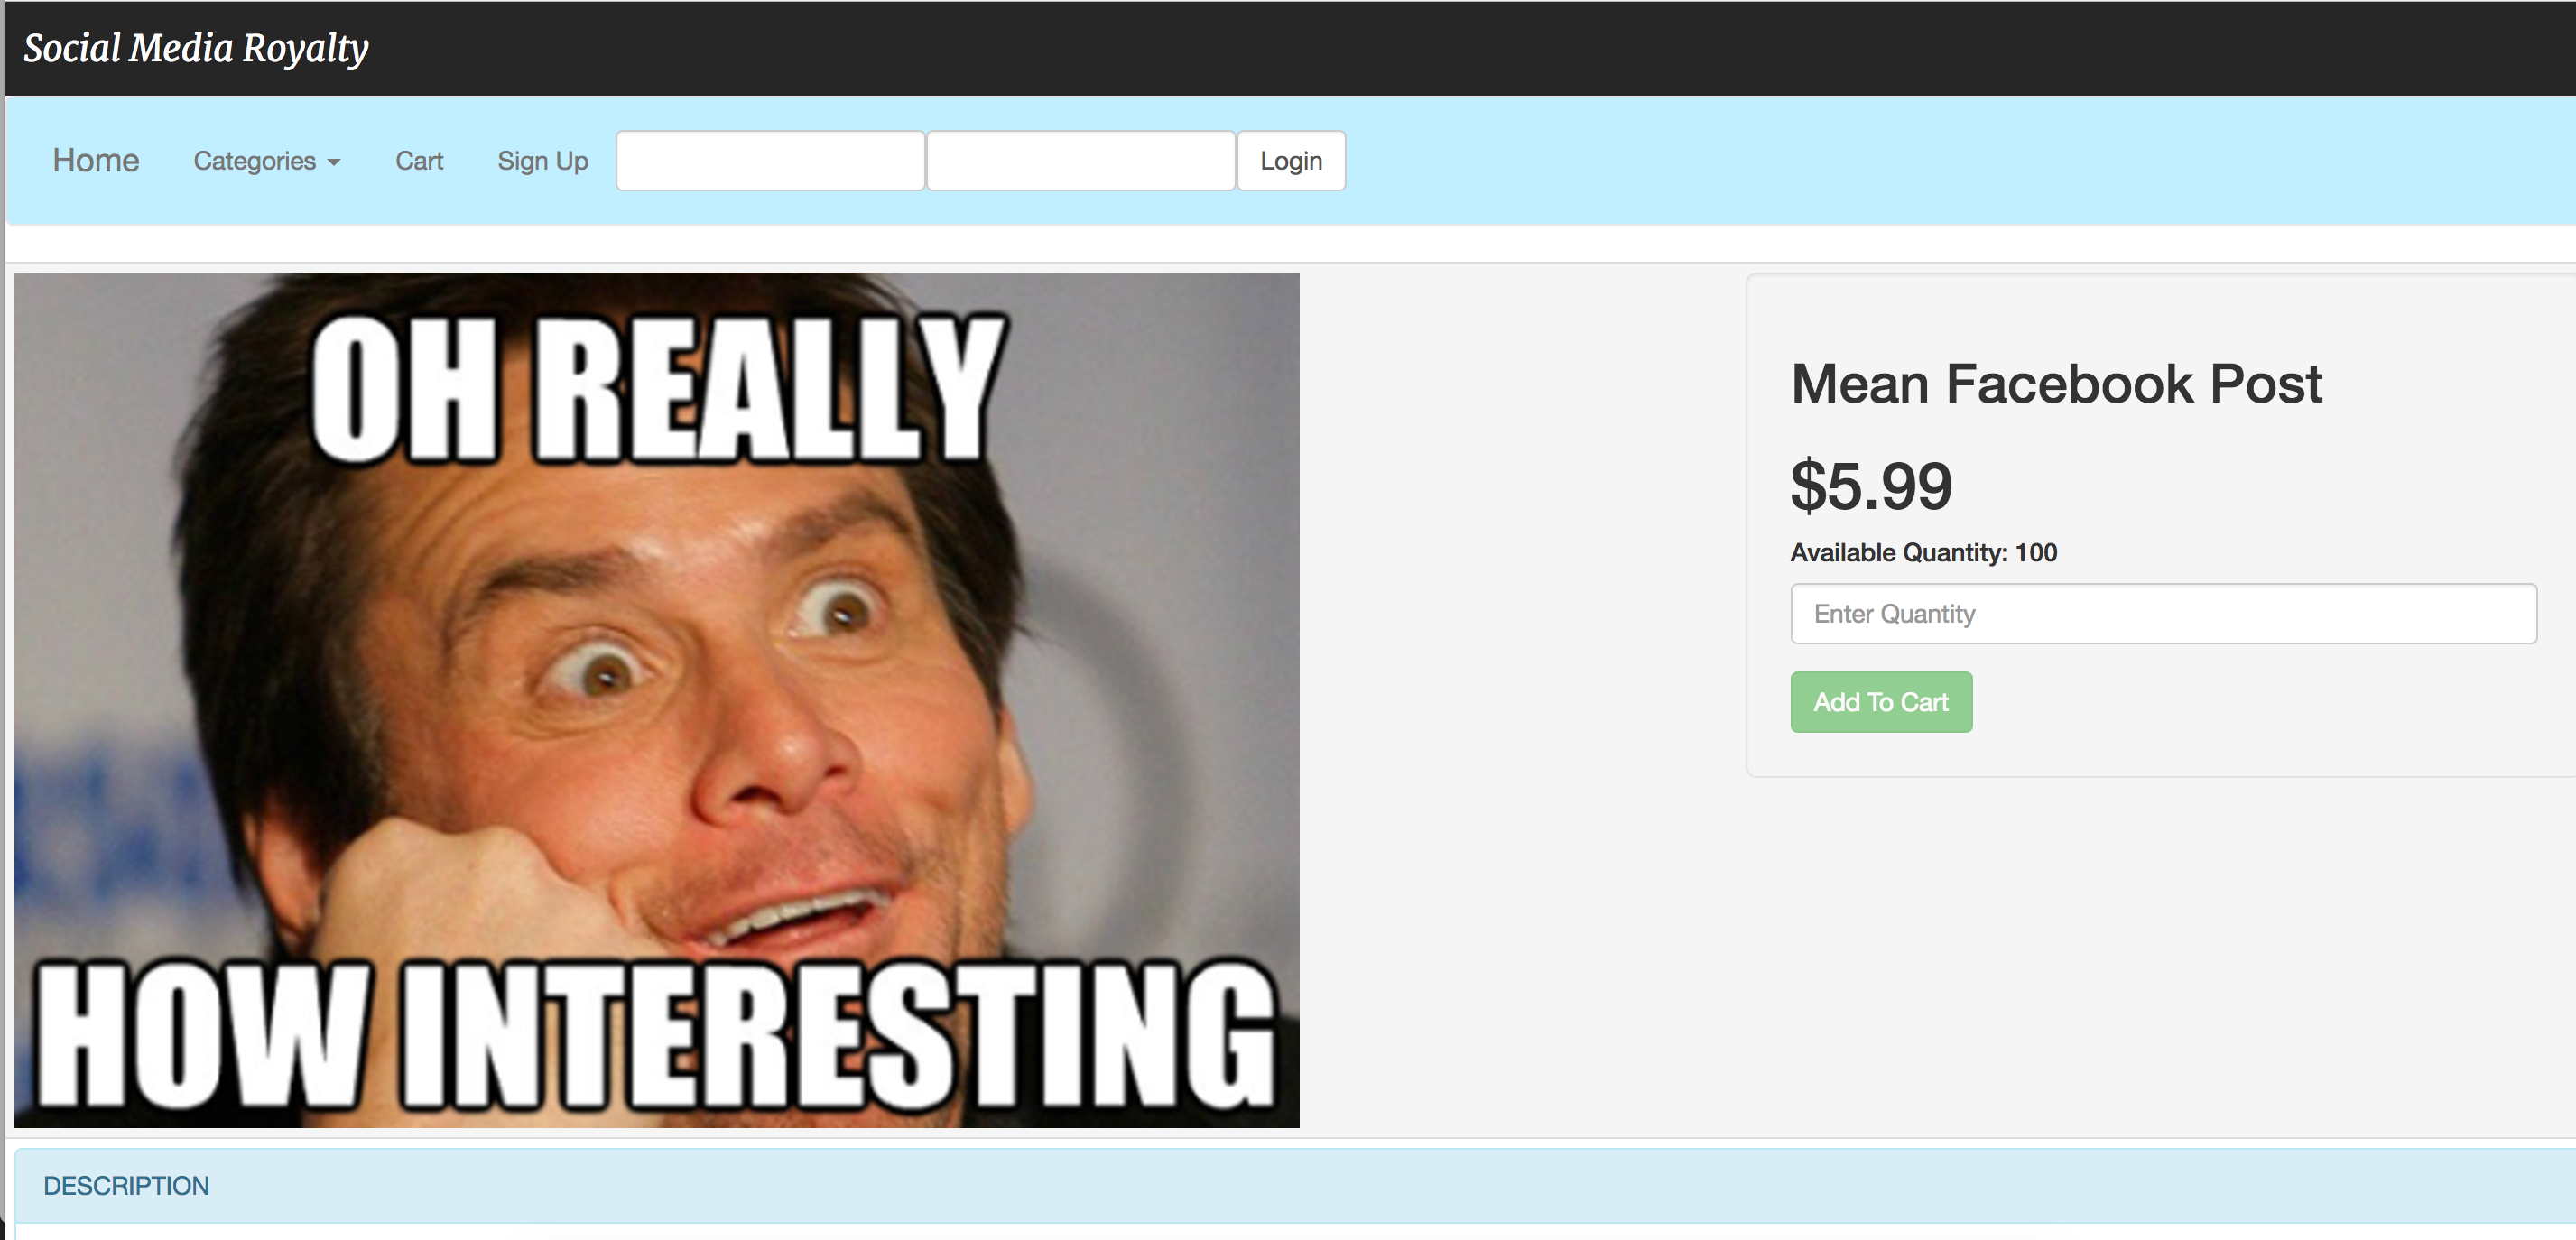 Social Media Royalty
Home Categories Cart Sign Up Login
OH REALLY
HOW INTERESTING
Mean Facebook Post
$5.99
Available Quantity: 100
Enter Quantity
Add To Cart
DESCRIPTION